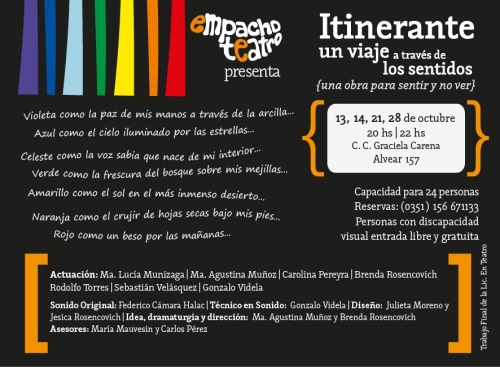 empacho
teatro
presenta
Itinerante
un viaje a través de
los sentidos
{una obra para sentir y no ver}
Violeta como la paz de mis manos a través de la arcilla...
Azul como el cielo iluminado por las estrellas...
Celeste como la voz sabia que nace de mi interior...
Verde como la frescura del bosque sobre mis mejillas...
Amarillo como el sol en el más inmenso desierto...
Naranja como el crujir de hojas secas bajo mis pies...
Rojo como un beso por las mañanas...
13, 14, 21, 28 de octubre
20 hs | 22 hs
C. C. Graciela Carena
Alvear 157
Capacidad para 24 personas
Reservas: (0351) 156 671133
Personas con discapacidad
visual entrada libre y gratuita
Actuación: Ma. Lucía Munizaga | Ma. Agustina Muñoz | Carolina Pereyra | Brenda Rosencovich
Rodolfo Torres | Sebastián Velásquez | Gonzalo Videla
Sonido Original: Federico Cámara Halac | Técnico en Sonido: Gonzalo Videla | Diseño: Julieta Moreno y
Jesica Rosencovich | Idea, dramaturgia y dirección: Ma. Agustina Muñoz y Brenda Rosencovich
Asesores: María Mauvesin y Carlos Pérez
Trabajo Final de la Lic. En Teatro